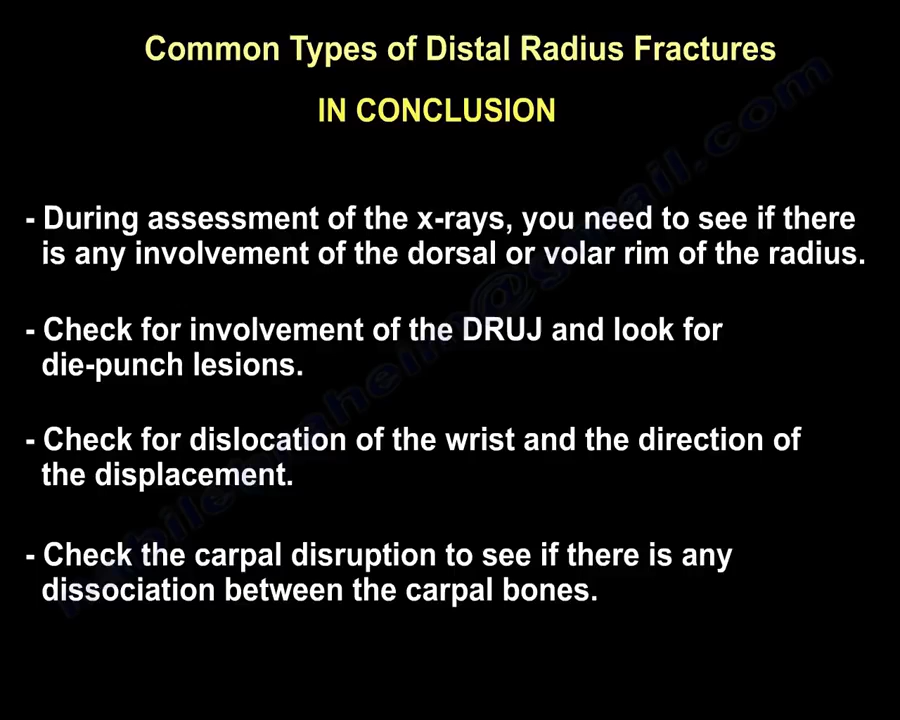 Common Types of Distal Radius Fractures
IN CONCLUSION
- During assessment of the x-rays, you need to see if there
is any involvement of the dorsal or volar rim of the radius.
- Check for involvement of the DRUJ and look for
die-punch lesions.
- Check for dislocation of the wrist and the direction of
the displacement.
- Check the carpal disruption to see if there is any
dissociation between the carpal bones.